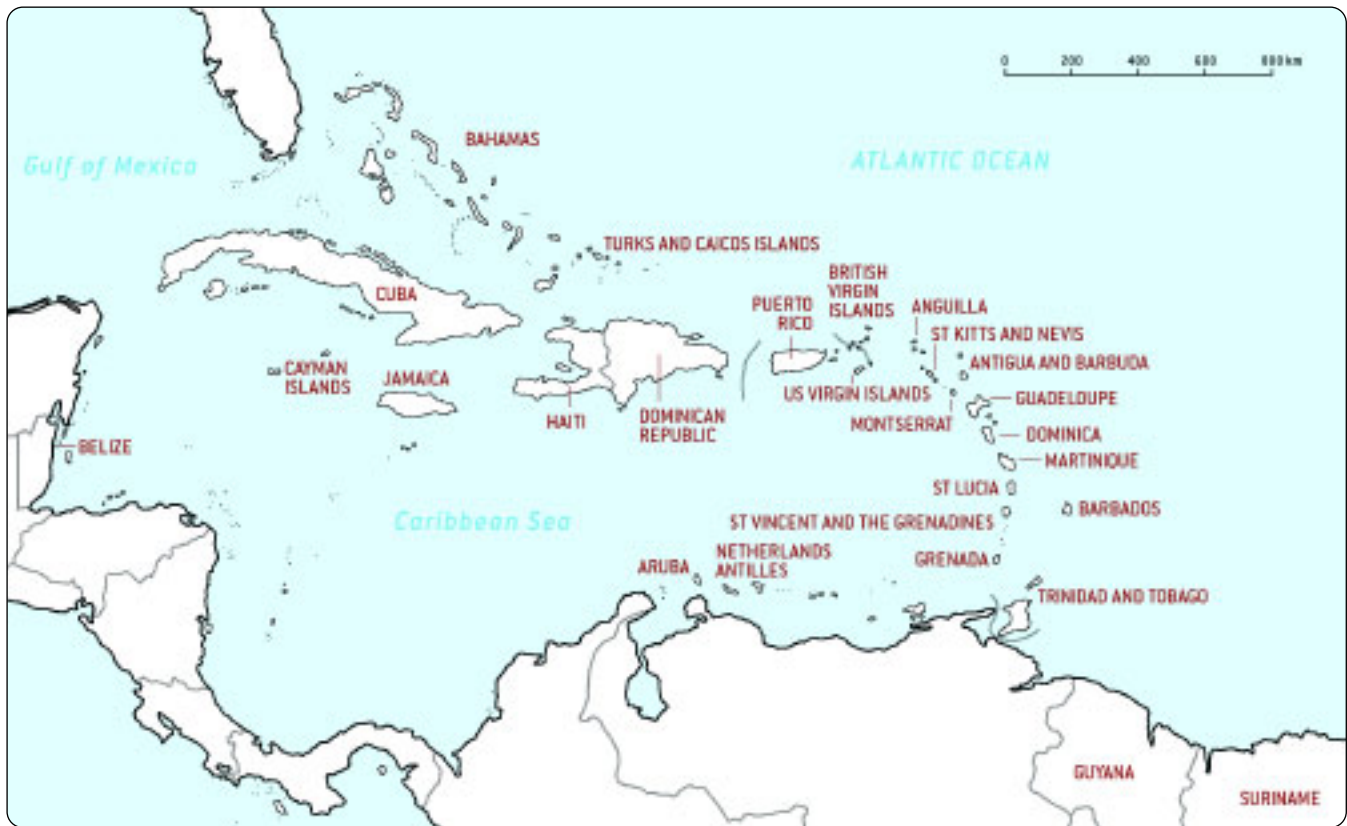 0 200 400 600 800 km
BAHAMAS
Gulf of Mexico
ATLANTIC OCEAN
TURKS AND CAICOS ISLANDS
BRITISH
VIRGIN
ISLANDS
CUBA
PUERTO
RICO
ANGUILLA
ST KITTS AND NEVIS
ANTIGUA AND BARBUDA
CAYMAN
ISLANDS
JAMAICA
US VIRGIN ISLANDS
GUADELOUPE
HAITI
DOMINICAN
REPUBLIC
MONTSERRAT
DOMINICA
BELIZE
MARTINIQUE
ST LUCIA
BARBADOS
Caribbean Sea
ST VINCENT AND THE GRENADINES
NETHERLANDS
ANTILLES
ARUBA
GRENADA
TRINIDAD AND TOBAGO
GUYANA
SURINAME